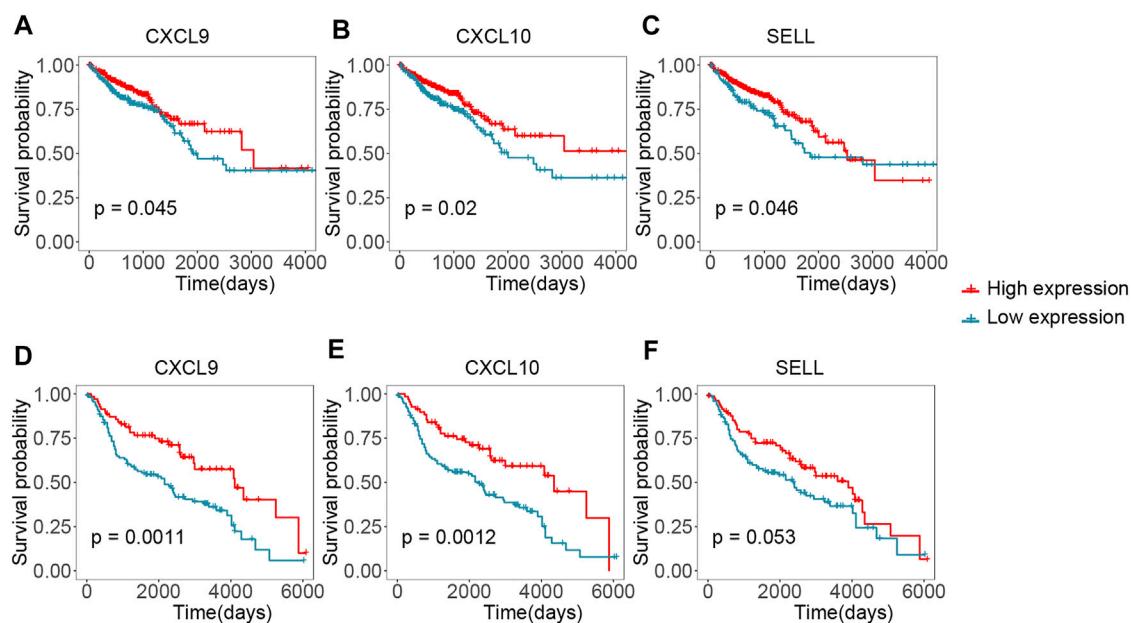 A
CXCL9
Survival probability
1.00
0.75
0.50
0.25
0.00
p = 0.045
0 1000 2000 3000 4000
Time(days)
B
CXCL10
Survival probability
1.00
0.75
0.50
0.25
0.00
p = 0.02
0 1000 2000 3000 4000
Time(days)
C
SELL
Survival probability
1.00
0.75
0.50
0.25
0.00
p = 0.046
0 1000 2000 3000 4000
Time(days)
High expression
Low expression
D
CXCL9
Survival probability
1.00
0.75
0.50
0.25
0.00
p = 0.0011
0 2000 4000 6000
Time(days)
E
CXCL10
Survival probability
1.00
0.75
0.50
0.25
0.00
p = 0.0012
0 2000 4000 6000
Time(days)
F
SELL
Survival probability
1.00
0.75
0.50
0.25
0.00
p = 0.053
0 2000 4000 6000
Time(days)